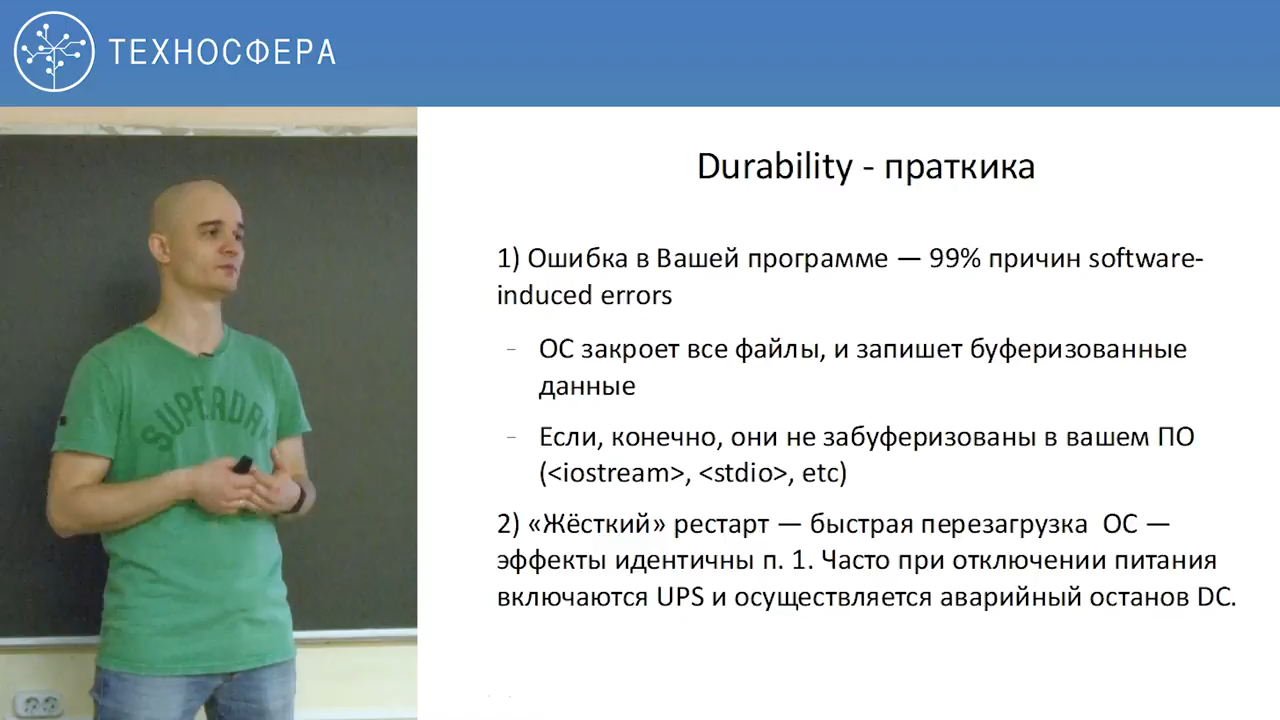 ТЕХНОСФЕРА
Durability - праткика
1) Ошибка в Вашей программе — 99% причин software-
induced errors
- ОС закроет все файлы, и запишет буферизованные
данные
- Если, конечно, они не забуферизованы в вашем ПО
(<iostream>, <stdio>, etc)
2) «Жёсткий» рестарт — быстрая перезагрузка ОС —
эффекты идентичны п. 1. Часто при отключении питания
включаются UPS и осуществляется аварийный останов DC.
SUPERDRY